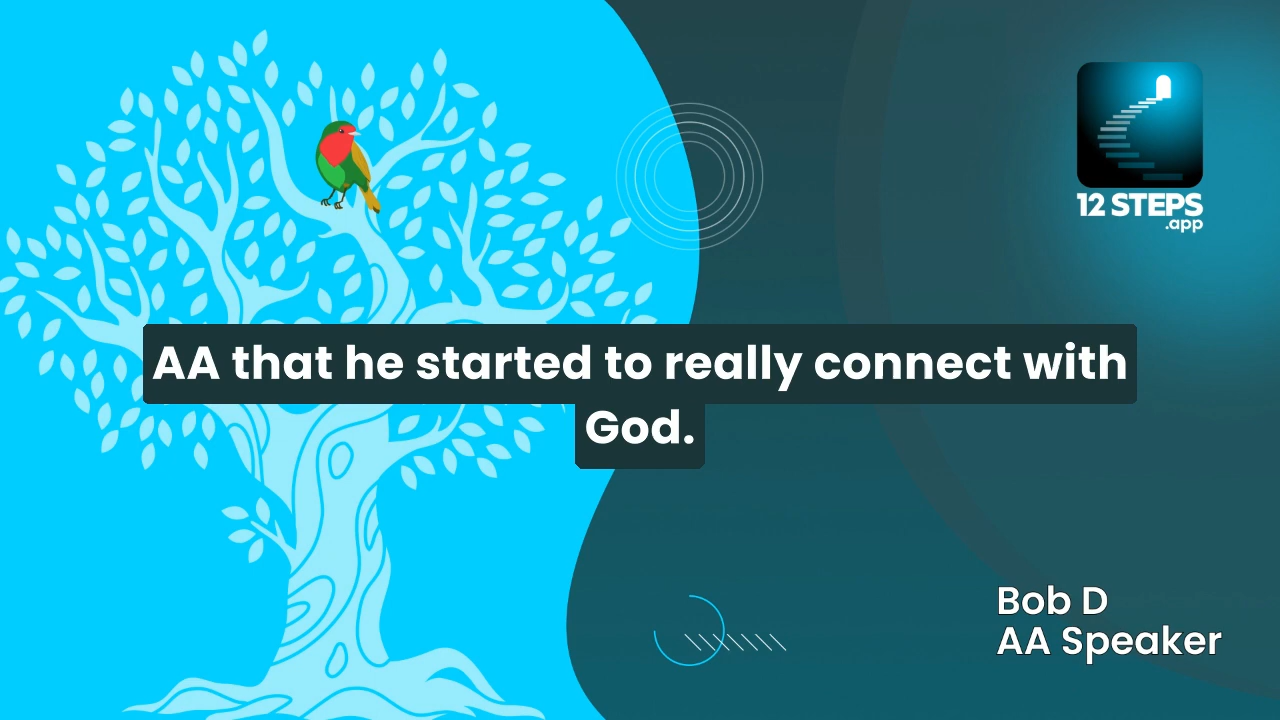 12 STEPS
.app
AA that he started to really connect with
God.
Bob D
AA Speaker